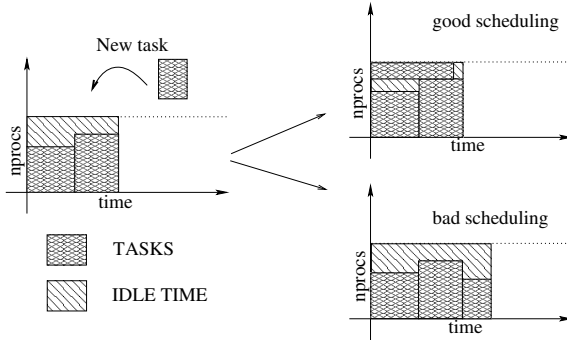 New task
nprocs
time
TASKS
IDLE TIME
good scheduling
nprocs
time
bad scheduling
nprocs
time